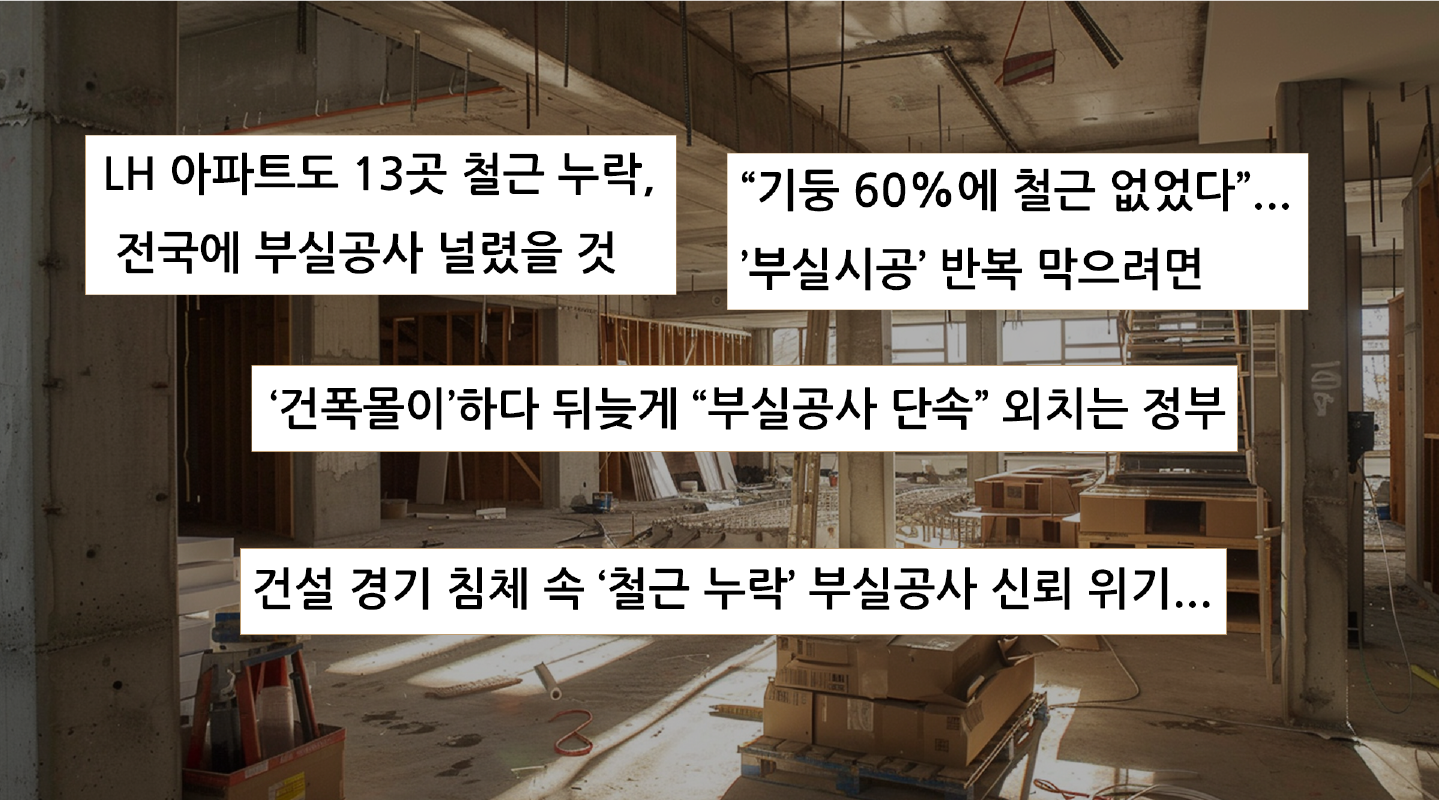 LH 아파트도 13곳 철근 누락,
전국에 부실공사 널렸을 것
“기둥 60%에 철근 없었다”...
’부실시공’ 반복 막으려면
‘건폭몰이’하다 뒤늦게 “부실공사 단속” 외치는 정부
건설 경기 침체 속 ‘철근 누락’ 부실공사 신뢰 위기...